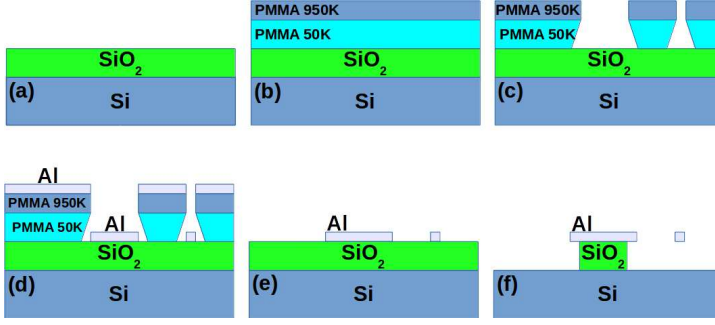 SiO₂
(a)
Si
PMMA 950K
PMMA 50K
SiO₂
(b)
Si
PMMA 950K
PMMA 50K
SiO₂
(c)
Si
Al
PMMA 950K
PMMA 50K
Al
SiO₂
(d)
Si
Al
SiO₂
(e)
Si
Al
SiO₂
(f)
Si